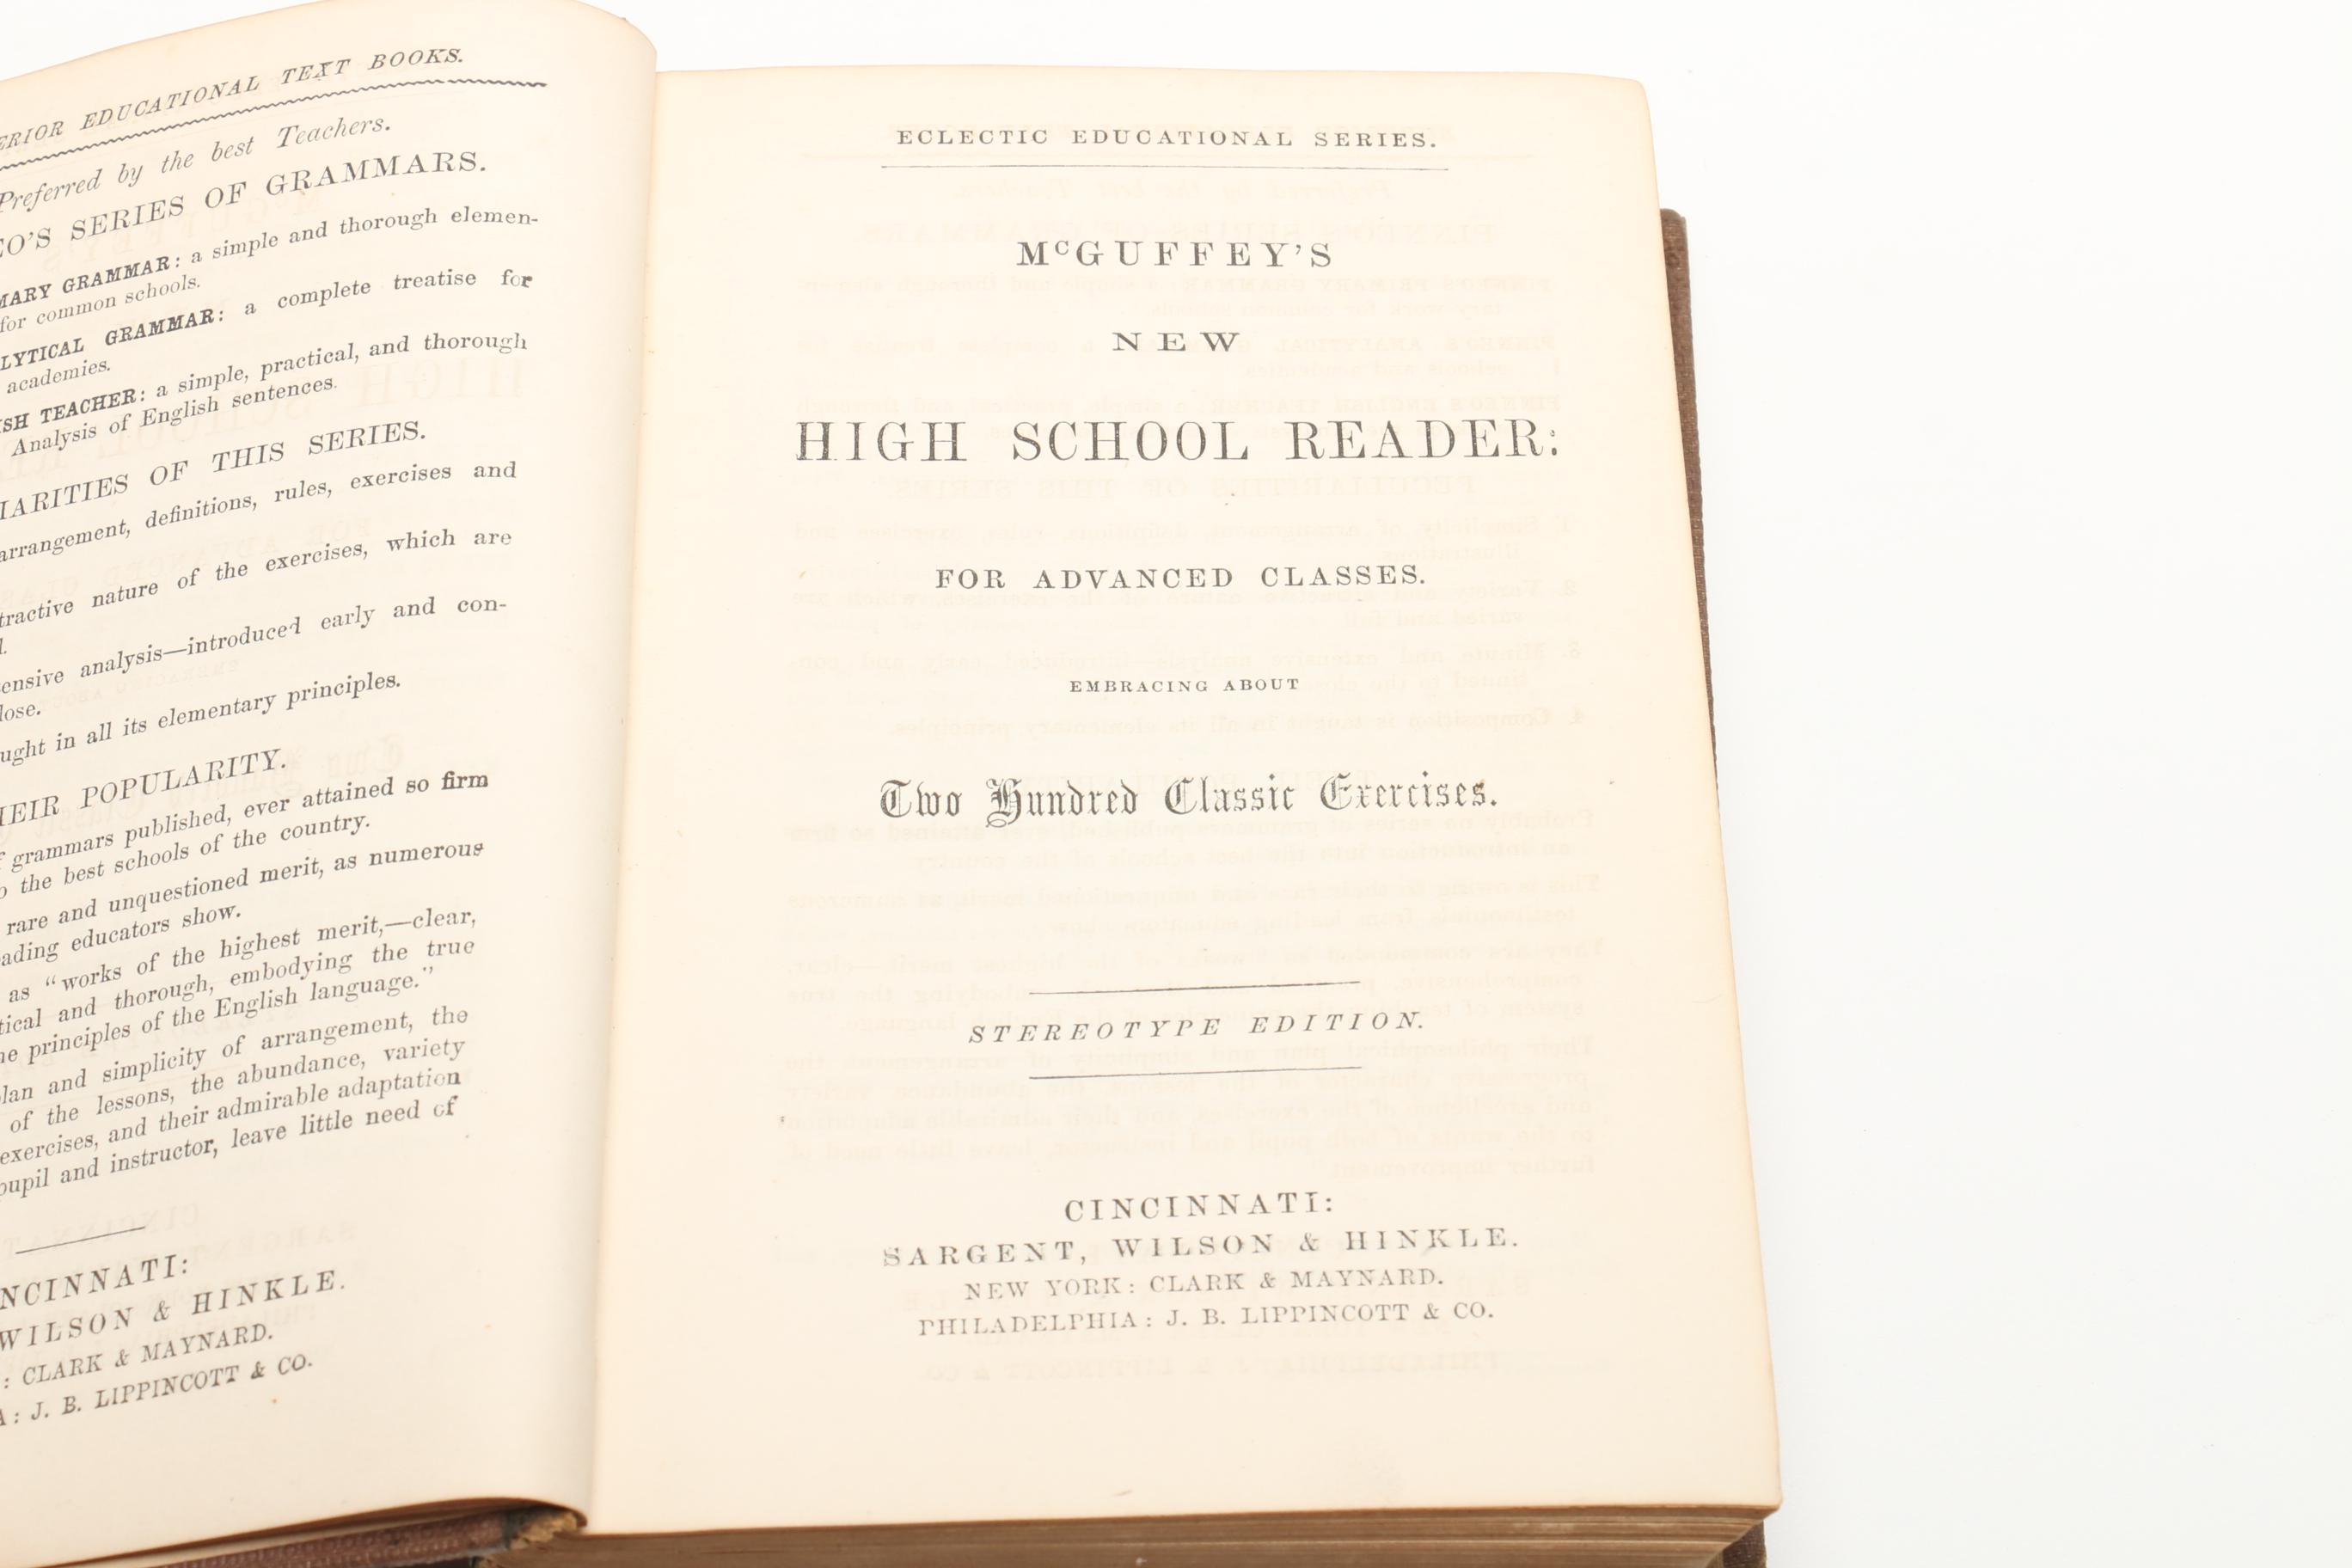 ERIOR EDUCATIONAL TEXT BOOKS.
Preferred by the best Teachers.
EO'S SERIES OF GRAMMARS.
MARY GRAMMAR: a simple and thorough elemen-
for common schools.
LYTICAL GRAMMAR: a complete treatise for
academies.
ISH TEACHER: a simple, practical, and thorough
Analysis of English sentences.
IARITIES OF THIS SERIES.
arrangement, definitions, rules, exercises and
tractive nature of the exercises, which are
d.
ensive analysis—introduced early and con-
lose.
ught in all its elementary principles.
HEIR POPULARITY.
f grammars published, ever attained so firm
o the best schools of the country.
rare and unquestioned merit, as numerous
ading educators show.
as "works of the highest merit,—clear,
tical and thorough, embodying the true
he principles of the English language."
plan and simplicity of arrangement, the
of the lessons, the abundance, variety
exercises, and their admirable adaptation
pupil and instructor, leave little need of
NCINNATI:
WILSON & HINKLE.
: CLARK & MAYNARD.
A: J. B. LIPPINCOTT & CO.
ECLECTIC EDUCATIONAL SERIES.
McGUFFEY'S
NEW
HIGH SCHOOL READER:
FOR ADVANCED CLASSES.
EMBRACING ABOUT
Two Hundred Classic Exercises.
STEREOTYPE EDITION.
CINCINNATI:
SARGENT, WILSON & HINKLE.
NEW YORK: CLARK & MAYNARD.
PHILADELPHIA: J. B. LIPPINCOTT & CO.